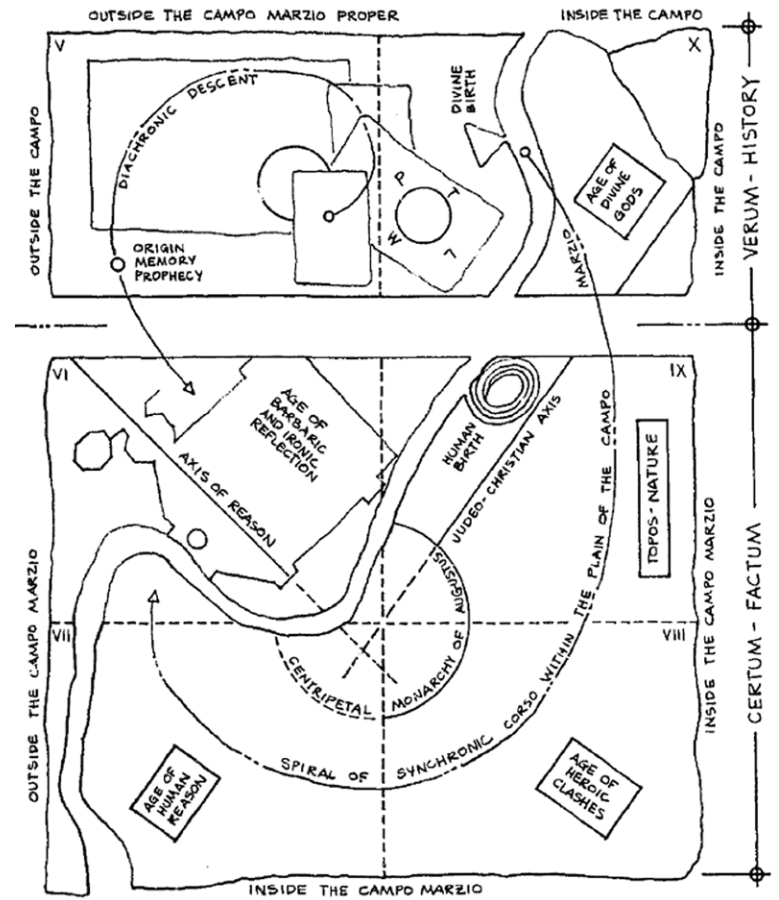 OUTSIDE THE CAMPO MARZIO PROPER
INSIDE THE CAMPO
V
X
OUTSIDE THE CAMPO
DIACHRONIC DESCENT
DIVINE
BIRTH
P
T
W
7
AGE OF
DIVINE
GODS
INSIDE THE CAMPO
VERUM - HISTORY
ORIGIN
MEMORY
PROPHECY
VI
IX
AGE OF
BARBARIC
AND IRONIC
REFLECTION
AXIS OF REASON
HUMAN
BIRTH
JUDEO-CHRISTIAN AXIS
TOPOS-NATURE
OUTSIDE THE CAMPO MARZIO
INSIDE THE CAMPO MARZIO
CERTUM - FACTUM
VII
VIII
CENTRIPETAL MONARCHY OF AUGUSTUS
SPIRAL OF SYNCHRONIC CORSO WITHIN THE PLAIN OF THE CAMPO MARZIO
AGE OF
HUMAN
REASON
AGE OF
HEROIC
CLASHES
INSIDE THE CAMPO MARZIO